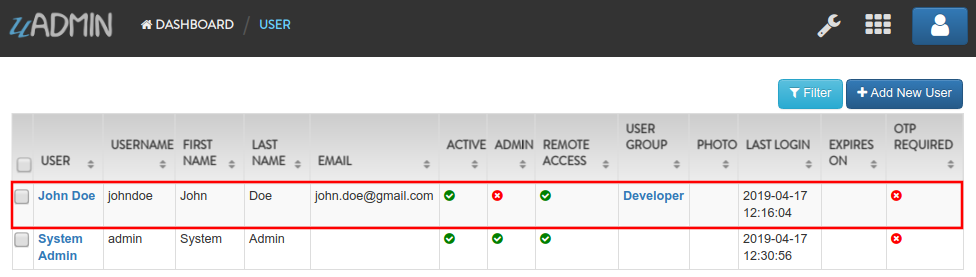 uADMIN DASHBOARD / USER
Filter + Add New User
USER USERNAME FIRST NAME LAST NAME EMAIL ACTIVE ADMIN REMOTE ACCESS USER GROUP PHOTO LAST LOGIN EXPIRES ON OTP REQUIRED
John Doe johndoe John Doe john.doe@gmail.com Developer 2019-04-17
12:16:04
System admin System Admin 2019-04-17
Admin 12:30:56